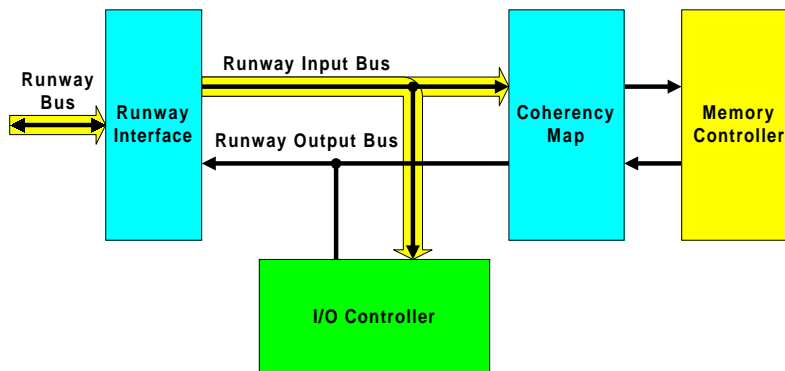 Runway
Bus
Runway
Interface
Runway Input Bus
Runway Output Bus
Coherency
Map
Memory
Controller
I/O Controller